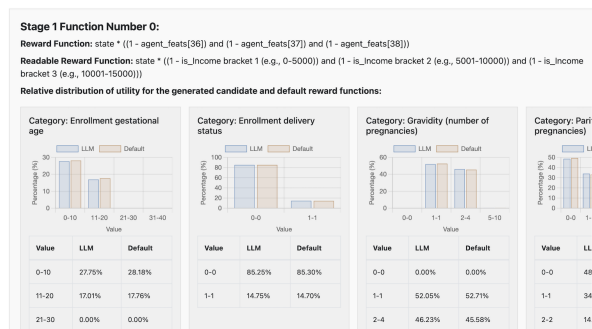 Stage 1 Function Number 0:
Reward Function: state * ((1 - agent_feats[36]) and (1 - agent_feats[37]) and (1 - agent_feats[38]))
Readable Reward Function: state * ((1 - is_Income bracket 1 (e.g., 0-5000)) and (1 - is_Income bracket 2 (e.g., 5001-10000)) and (1 - is_Income
bracket 3 (e.g., 10001-15000)))
Relative distribution of utility for the generated candidate and default reward functions:
Category: Enrollment gestational
age
LLM Default
Percentage (%)
30
20
10
0
0-10 11-20 21-30 31-40
Value
Value LLM Default
0-10 27.75% 28.18%
11-20 17.01% 17.76%
21-30 0.00% 0.00%
Category: Enrollment delivery
status
LLM Default
Percentage (%)
100
80
60
40
20
0
0-0 1-1
Value
Value LLM Default
0-0 85.25% 85.30%
1-1 14.75% 14.70%
Category: Gravidity (number of
pregnancies)
LLM Default
Percentage (%)
60
40
20
0
0-0 1-1 2-4 5-10
Value
Value LLM Default
0-0 0.00% 0.00%
1-1 52.05% 52.71%
2-4 46.23% 45.58%
Category: Pari
pregnancies)
Percentage (%)
50
40
30
20
10
0
0-0 1-
Value LLM
0-0 48
1-1 34
2-2 14